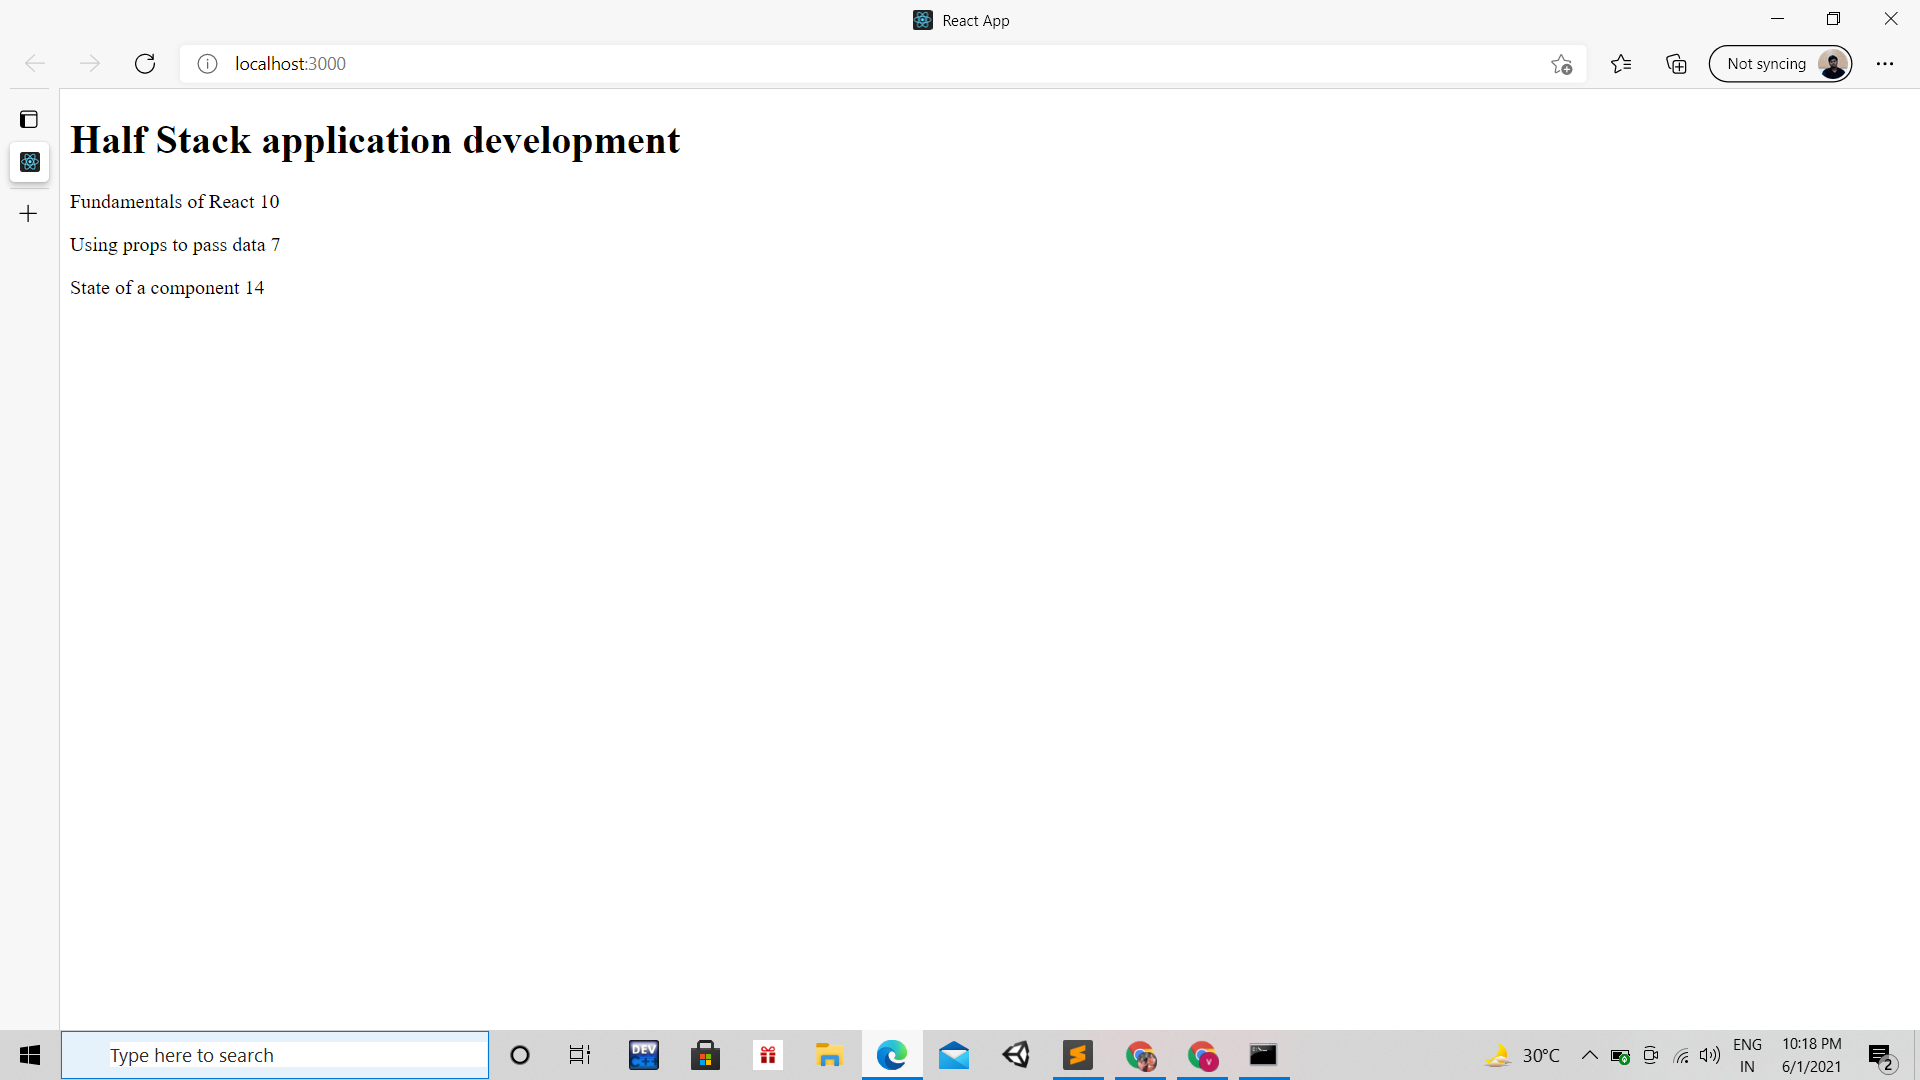 React App
localhost:3000
Not syncing
Half Stack application development
Fundamentals of React 10
Using props to pass data 7
State of a component 14
Type here to search
DEV
C++
v
30°C
ENG
IN
10:18 PM
6/1/2021
2